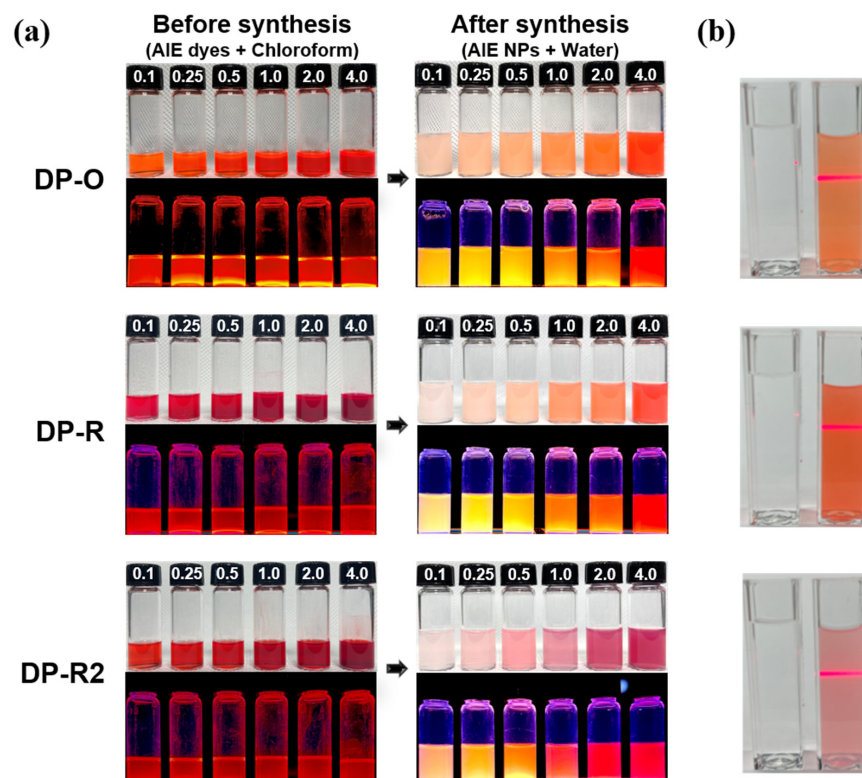 (a)
Before synthesis
(AIE dyes + Chloroform)
After synthesis
(AIE NPs + Water)
(b)
0.1 0.25 0.5 1.0 2.0 4.0
0.1 0.25 0.5 1.0 2.0 4.0
DP-O
0.1 0.25 0.5 1.0 2.0 4.0
0.1 0.25 0.5 1.0 2.0 4.0
DP-R
0.1 0.25 0.5 1.0 2.0 4.0
0.1 0.25 0.5 1.0 2.0 4.0
DP-R2